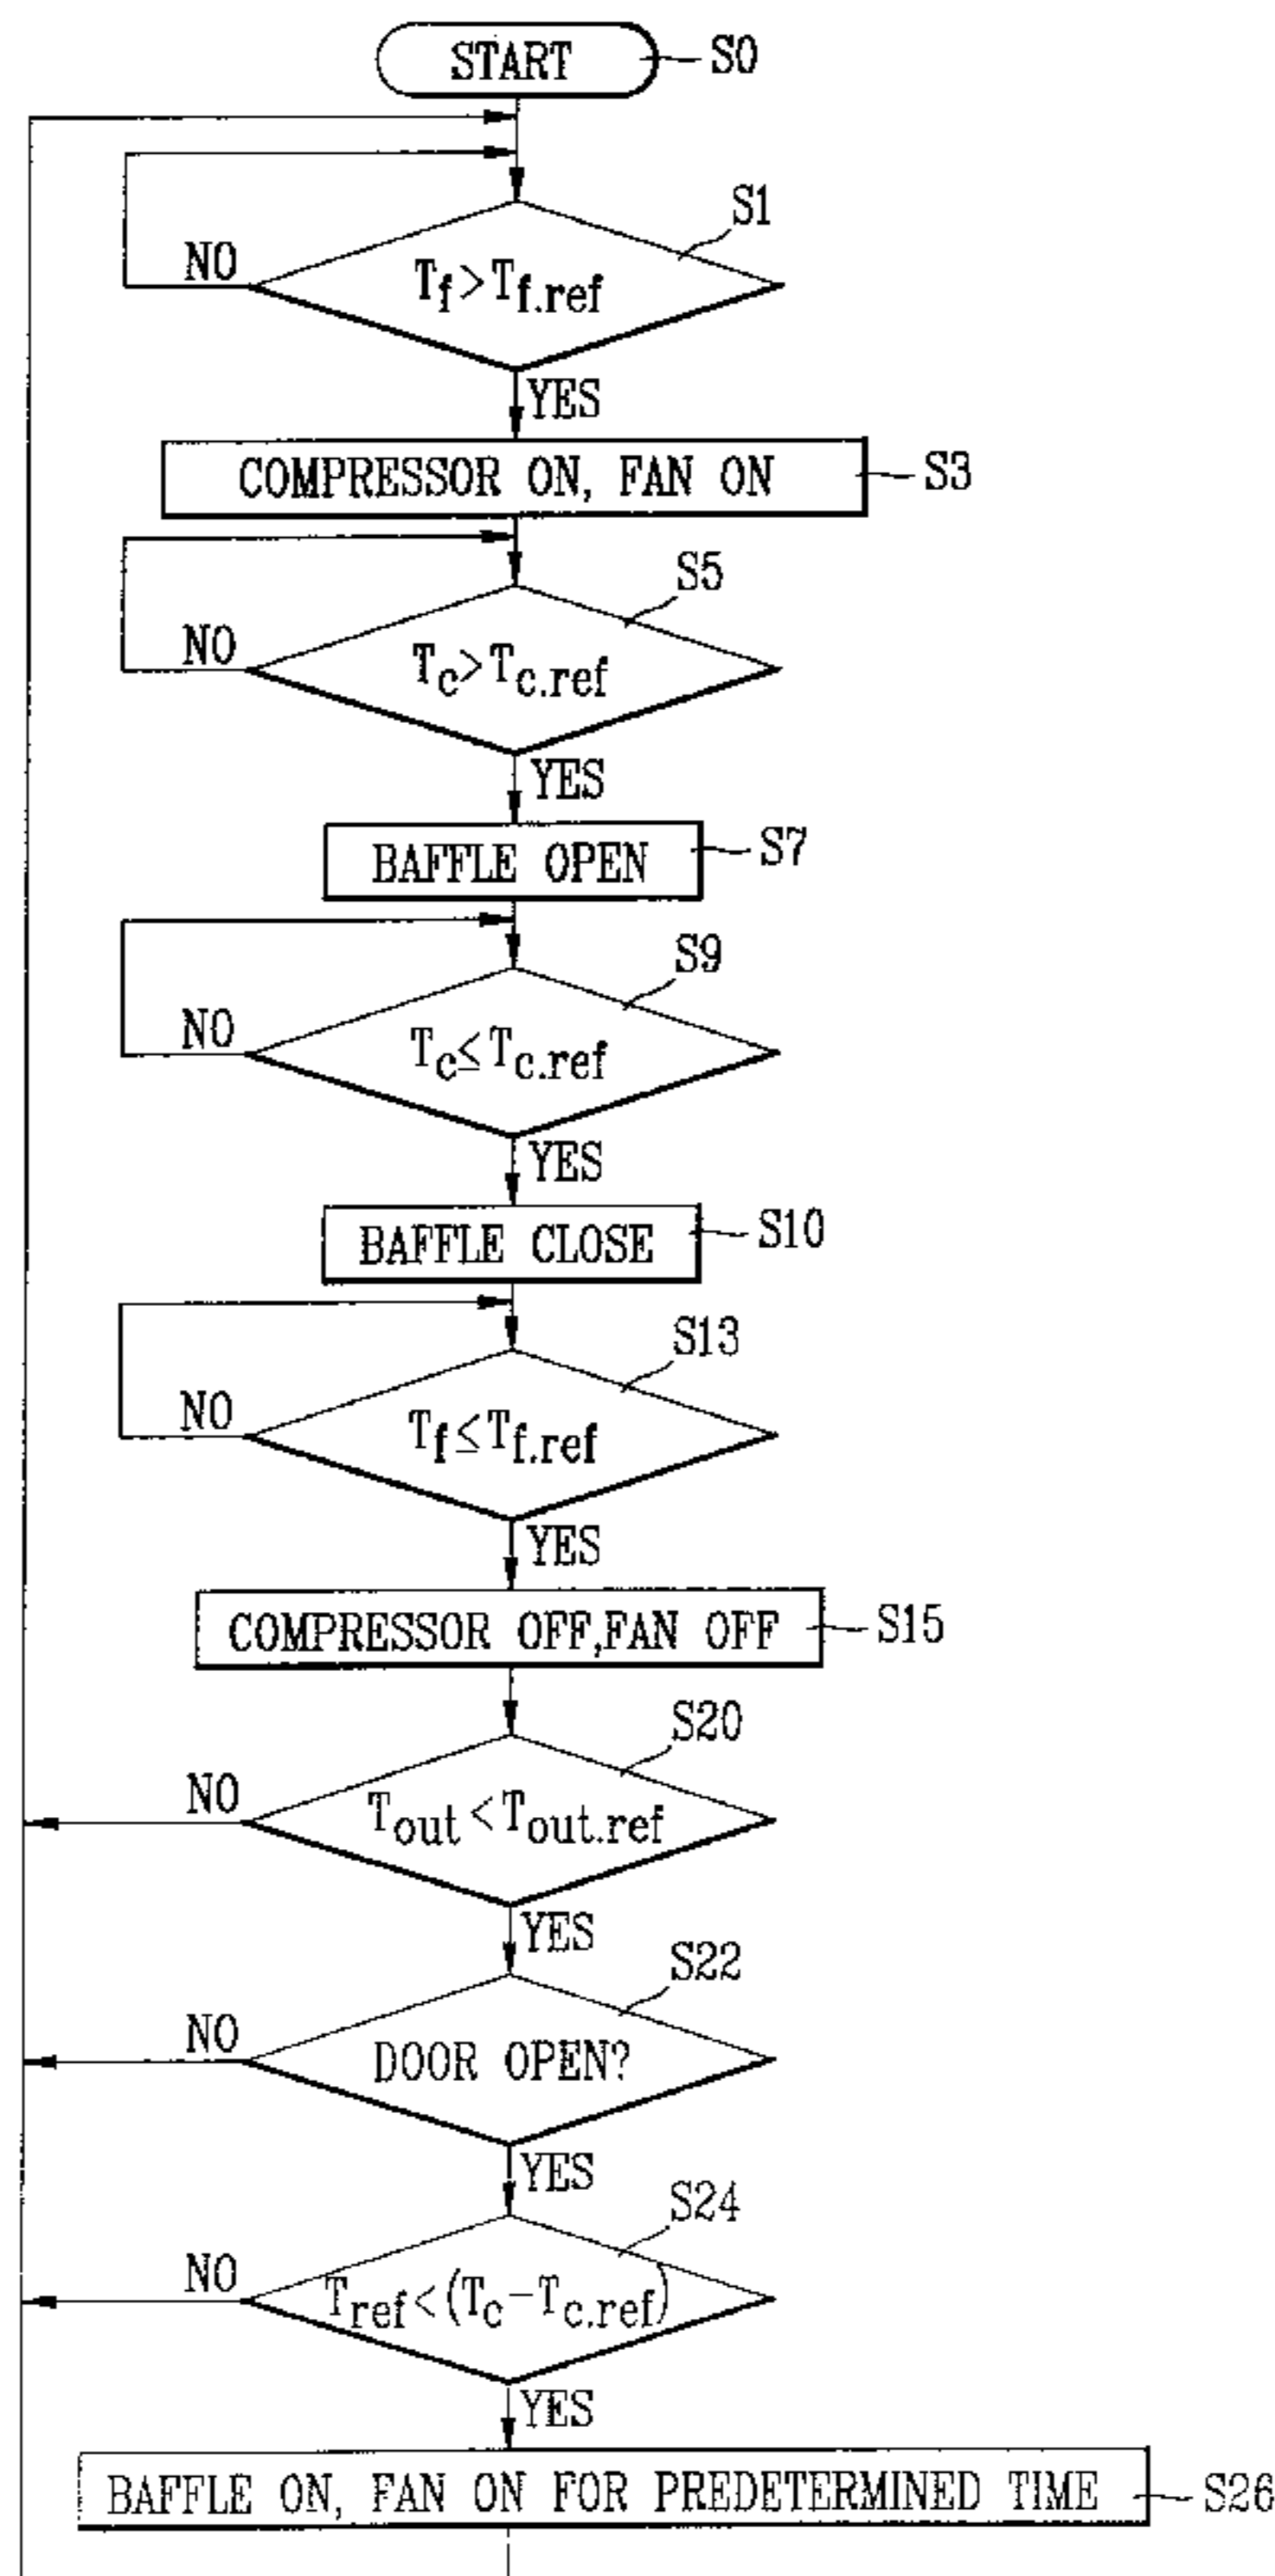 START S0
S1
NO
Tf>Tf.ref
YES
COMPRESSOR ON, FAN ON S3
S5
NO
Tc>Tc.ref
YES
BAFFLE OPEN S7
S9
NO
Tc≤Tc.ref
YES
BAFFLE CLOSE S10
S13
NO
Tf≤Tf.ref
YES
COMPRESSOR OFF,FAN OFF S15
S20
NO
Tout<Tout.ref
YES
S22
NO
DOOR OPEN?
YES
S24
NO
Tref<(Tc-Tc.ref)
YES
BAFFLE ON, FAN ON FOR PREDETERMINED TIME S26